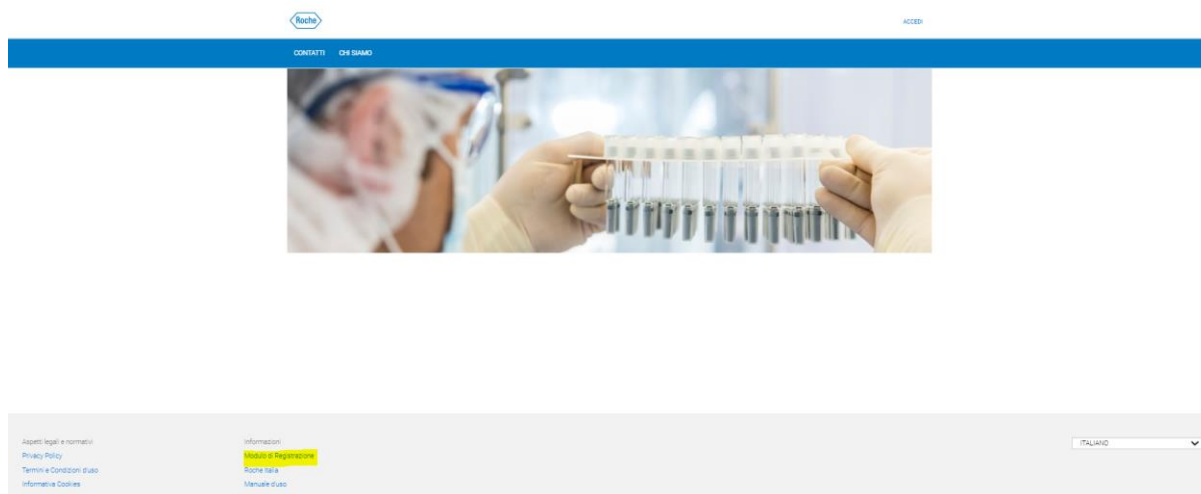 Roche
ACCEDI
CONTATTI CHI SIAMO
Aspetti legali e normativi
Privacy Policy
Termini e Condizioni d'uso
Informativa Cookies
Informazioni
Modulo di Registrazione
Roche Italia
Manuale d'uso
ITALIANO